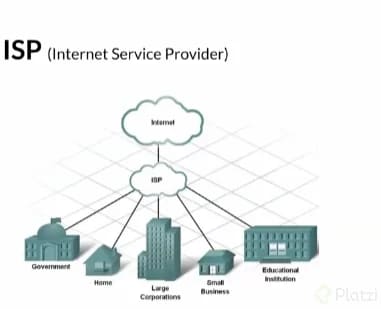 ISP (Internet Service Provider)
Internet
ISP
Government
Home
Large
Corporations
Small
Business
Educational
Institution
Platzi